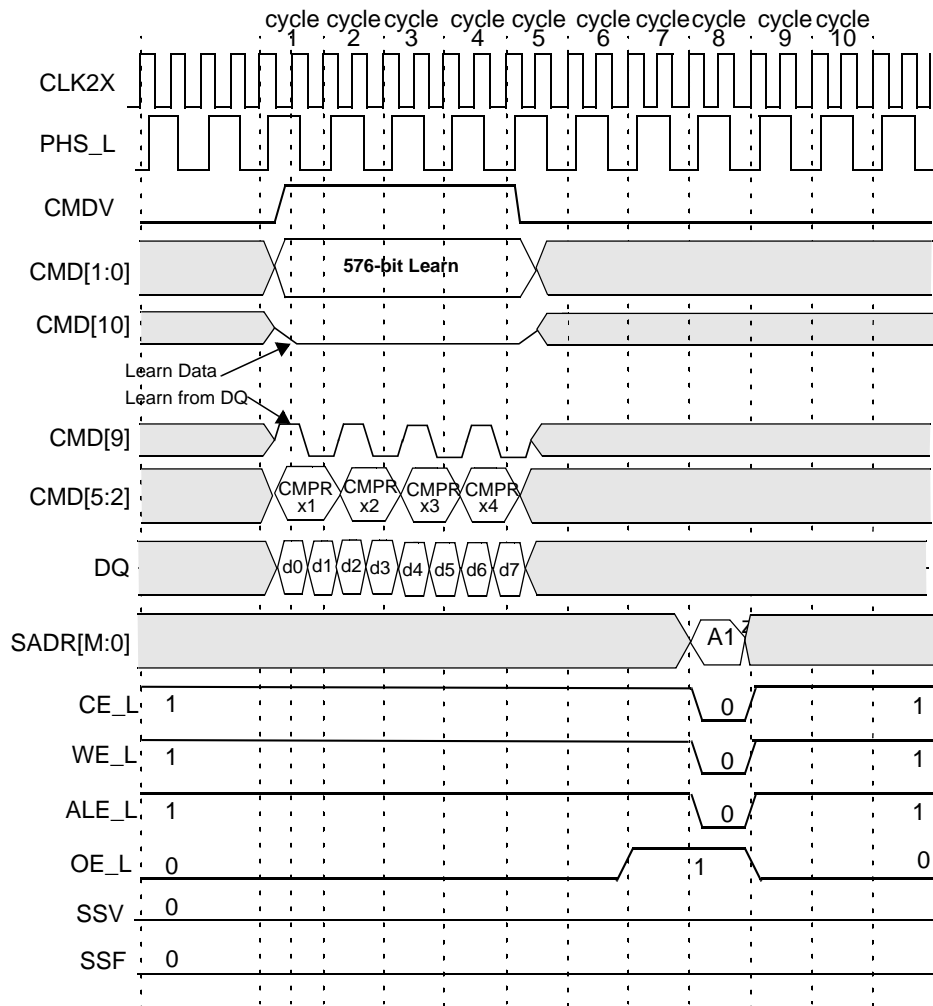 cycle cycle cycle cycle cycle cycle cycle cycle cycle cycle
1 2 3 4 5 6 7 8 9 10
CLK2X
PHS_L
CMDV
CMD[1:0] 576-bit Learn
CMD[10]
Learn Data
Learn from DQ
CMD[9]
CMD[5:2] CMPR x1 CMPR x2 CMPR x3 CMPR x4
DQ d0 d1 d2 d3 d4 d5 d6 d7
SADR[M:0] A1
CE_L 1 0 1
WE_L 1 0 1
ALE_L 1 0 1
OE_L 0 1 0
SSV 0
SSF 0